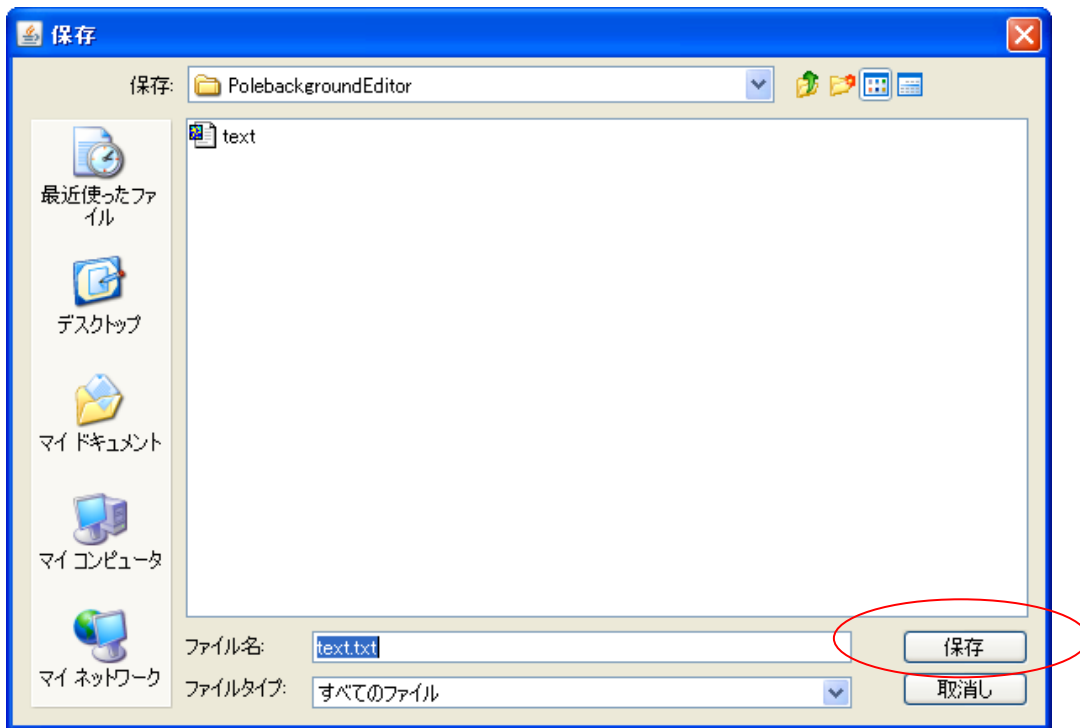 保存
保存: PolebackgroundEditor
text
最近使ったファ
イル
デスクトップ
マイ ドキュメント
マイ コンピュータ
マイ ネットワーク
ファイル名: text.txt 保存
ファイルタイプ: すべてのファイル 取消し